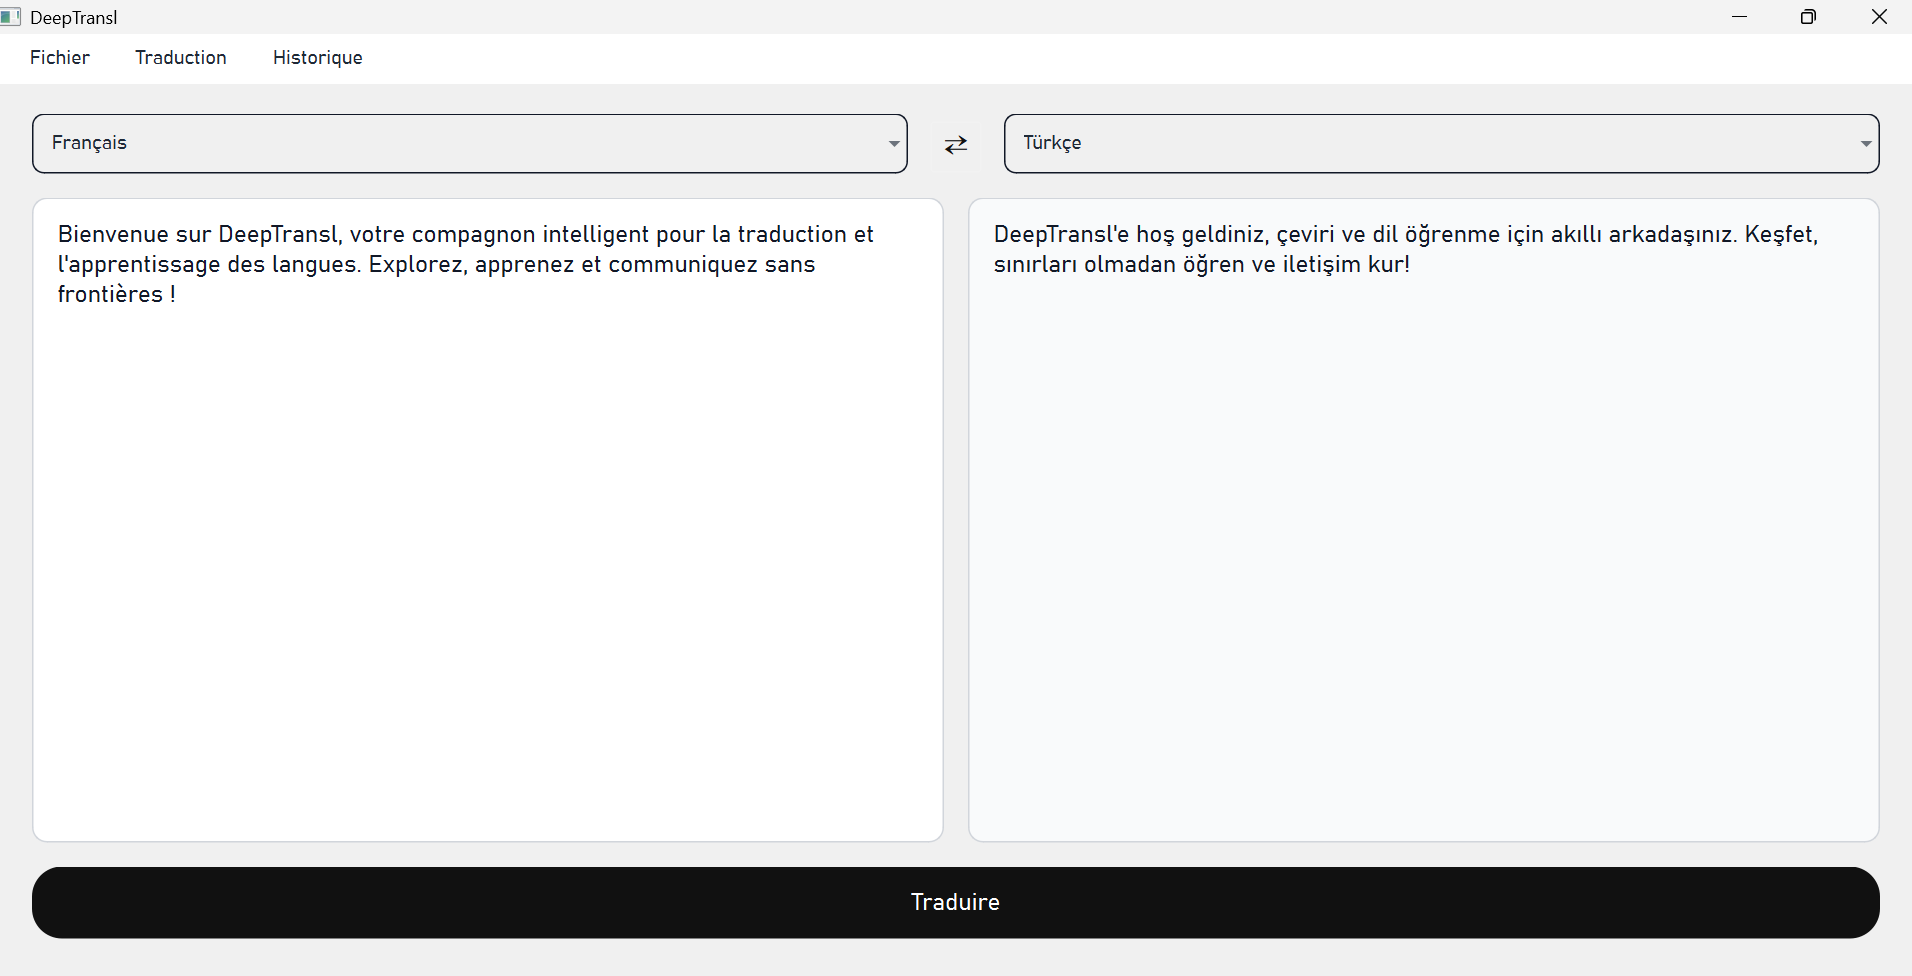 DeepTransl
Fichier Traduction Historique
Français
Türkçe
Bienvenue sur DeepTransl, votre compagnon intelligent pour la traduction et
l'apprentissage des langues. Explorez, apprenez et communiquez sans
frontières !
DeepTransl'e hoş geldiniz, çeviri ve dil öğrenme için akıllı arkadaşınız. Keşfet,
sınırları olmadan öğren ve iletişim kur!
Traduire